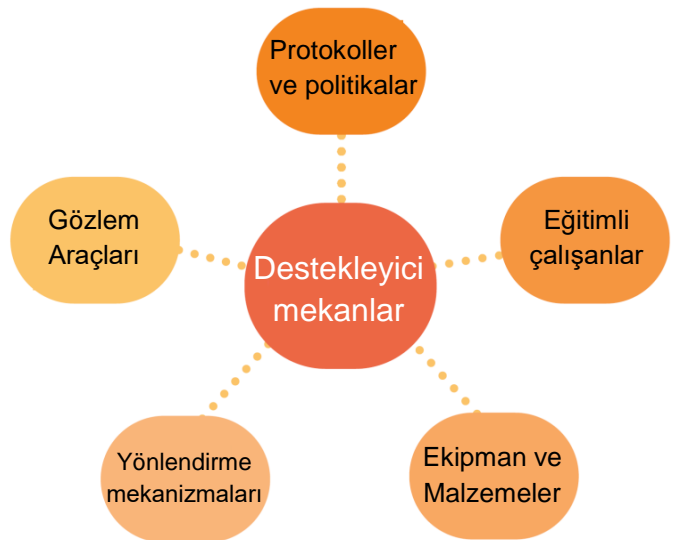 Protokoller
ve politikalar
Gözlem
Araçları
Eğitimli
çalışanlar
Destekleyici
mekanlar
Yönlendirme
mekanizmaları
Ekipman ve
Malzemeler